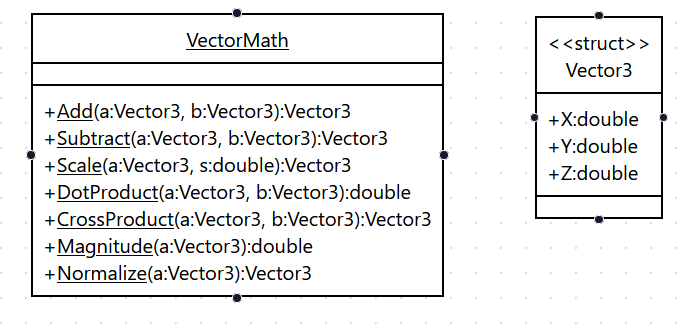 VectorMath
+Add(a:Vector3, b:Vector3):Vector3
+Subtract(a:Vector3, b:Vector3):Vector3
+Scale(a:Vector3, s:double):Vector3
+DotProduct(a:Vector3, b:Vector3):double
+CrossProduct(a:Vector3, b:Vector3):Vector3
+Magnitude(a:Vector3):double
+Normalize(a:Vector3):Vector3
<<struct>>
Vector3
+X:double
+Y:double
+Z:double